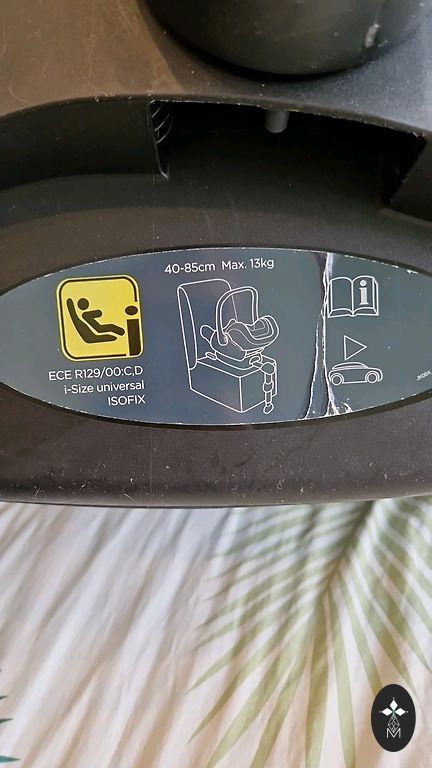 40-85cm Max. 13kg
ECE R129/00:C,D
i-Size universal
ISOFIX
i
i
M